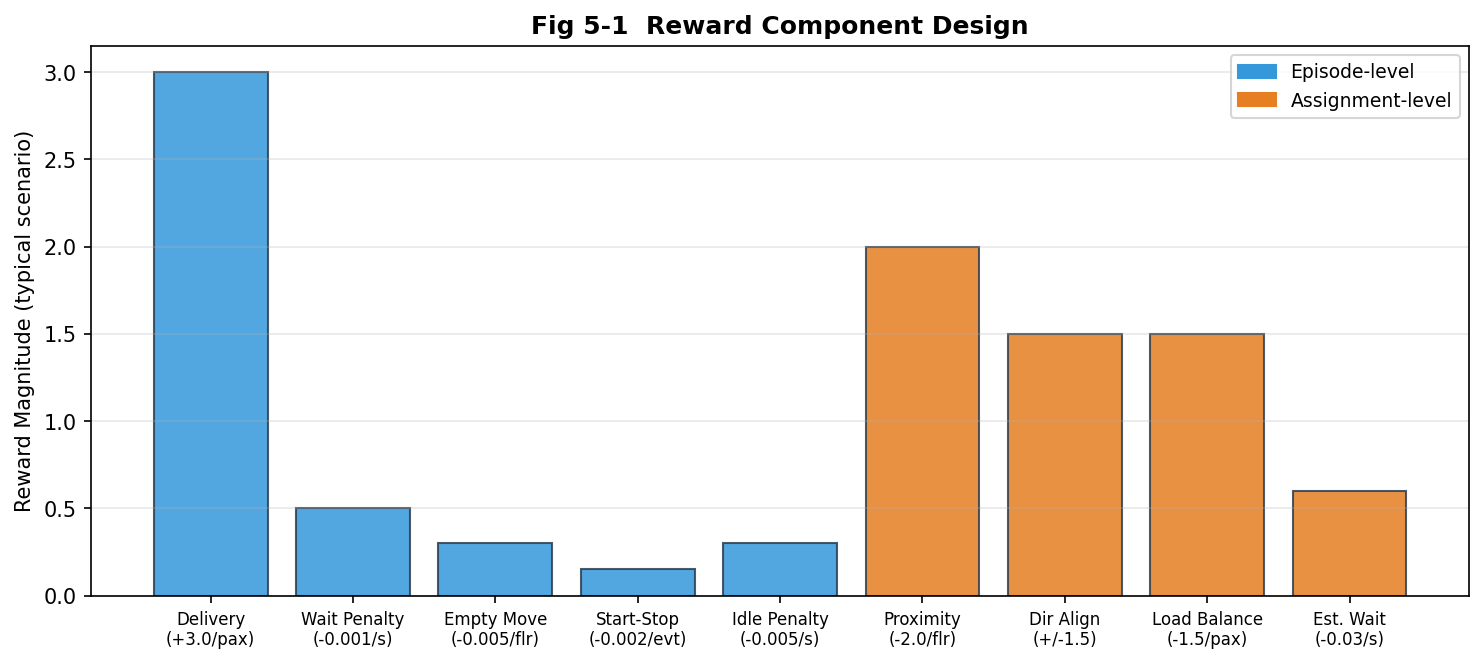 Fig 5-1  Reward Component Design
Reward Magnitude (typical scenario)
3.0
2.5
2.0
1.5
1.0
0.5
0.0
Episode-level
Assignment-level
Delivery
(+3.0/pax)
Wait Penalty
(-0.001/s)
Empty Move
(-0.005/flr)
Start-Stop
(-0.002/evt)
Idle Penalty
(-0.005/s)
Proximity
(-2.0/flr)
Dir Align
(+/-1.5)
Load Balance
(-1.5/pax)
Est. Wait
(-0.03/s)